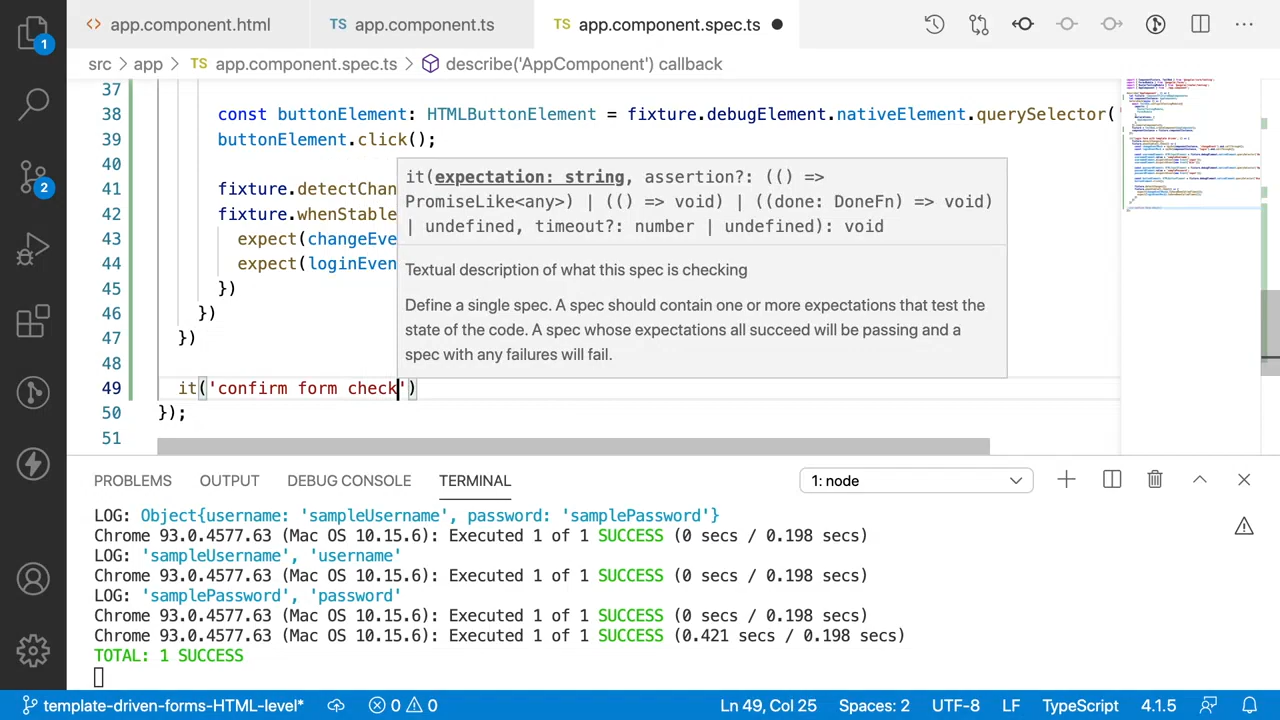 app.component.html
TS app.component.ts
TS app.component.spec.ts
src > app > TS app.component.spec.ts > describe('AppComponent') callback
37
38 const buttonElement: HTMLButtonElement = fixture.debugElement.nativeElement.querySelector(
39 buttonElement.click();
40
41 fixture.detectChan
42 fixture.whenStable
43 expect(changeEve
44 expect(loginEven
45 })
46 })
47 })
48
49 it('confirm form check')
50 });
51
it(description: string, assertion?: (() =>
PromiseLike<any>) | (() => void) | ((done: DoneFn) => void)
| undefined, timeout?: number | undefined): void
Textual description of what this spec is checking
Define a single spec. A spec should contain one or more expectations that test the
state of the code. A spec whose expectations all succeed will be passing and a
spec with any failures will fail.
PROBLEMS OUTPUT DEBUG CONSOLE TERMINAL 1: node
LOG: Object{username: 'sampleUsername', password: 'samplePassword'}
Chrome 93.0.4577.63 (Mac OS 10.15.6): Executed 1 of 1 SUCCESS (0 secs / 0.198 secs)
LOG: 'sampleUsername', 'username'
Chrome 93.0.4577.63 (Mac OS 10.15.6): Executed 1 of 1 SUCCESS (0 secs / 0.198 secs)
LOG: 'samplePassword', 'password'
Chrome 93.0.4577.63 (Mac OS 10.15.6): Executed 1 of 1 SUCCESS (0 secs / 0.198 secs)
Chrome 93.0.4577.63 (Mac OS 10.15.6): Executed 1 of 1 SUCCESS (0.421 secs / 0.198 secs)
TOTAL: 1 SUCCESS
1
2
template-driven-forms-HTML-level* 0 0 Ln 49, Col 25 Spaces: 2 UTF-8 LF TypeScript 4.1.5